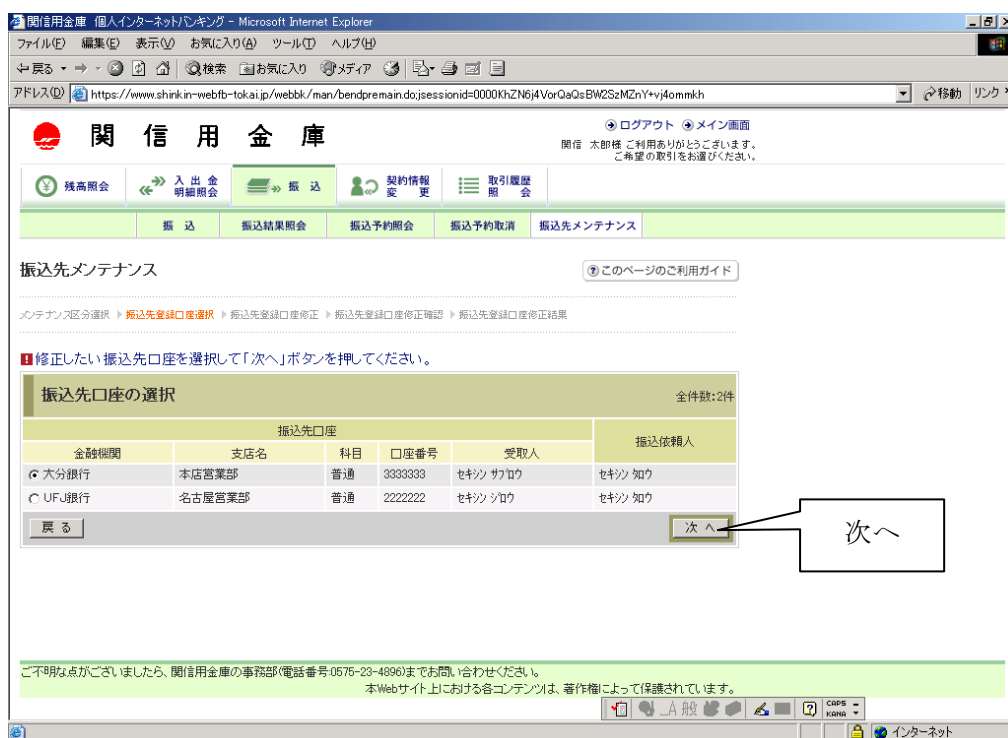 関信用金庫 個人インターネットバンキング - Microsoft Internet Explorer
ファイル(F) 編集(E) 表示(V) お気に入り(A) ツール(T) ヘルプ(H)
戻る 検索 お気に入り メディア
アドレス(D) https://www.shinkin-webfb-tokai.jp/webbk/man/bendpremain.do;jsessionid=0000KhZN6j4VorQaQsBW2SzMZnY+vj4ommkh 移動 リンク
関 信 用 金 庫
ログアウト メイン画面
関信 太郎様 ご利用ありがとうございます。
ご希望の取引をお選びください。
残高照会 入出金明細照会 振込 契約情報変更 取引履歴照会
振込 振込結果照会 振込予約照会 振込予約取消 振込先メンテナンス
振込先メンテナンス
このページのご利用ガイド
メンテナンス区分選択 振込先登録口座選択 振込先登録口座修正 振込先登録口座修正確認 振込先登録口座修正結果
修正したい振込先口座を選択して「次へ」ボタンを押してください。
振込先口座の選択 全件数:2件
振込先口座 振込依頼人
金融機関 支店名 科目 口座番号 受取人
大分銀行 本店営業部 普通 3333333 セキシン サブロウ セキシン タロウ
UFJ銀行 名古屋営業部 普通 2222222 セキシン ジロウ セキシン タロウ
戻る 次へ
次へ
ご不明な点がございましたら、関信用金庫の事務部(電話番号:0575-23-4896)までお問い合わせください。
本Webサイト上における各コンテンツは、著作権によって保護されています。
A 般 CAPS KANA
インターネット